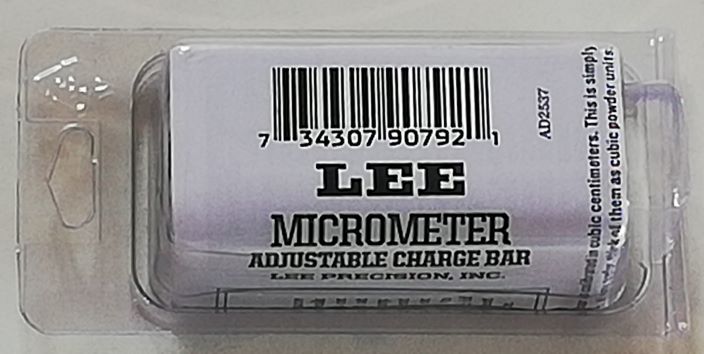 7 34307 90792 1
AD2537
LEE
MICROMETER
ADJUSTABLE CHARGE BAR
LEE PRECISION, INC.
in cubic centimeters. This is simply
them as cubic powder units.